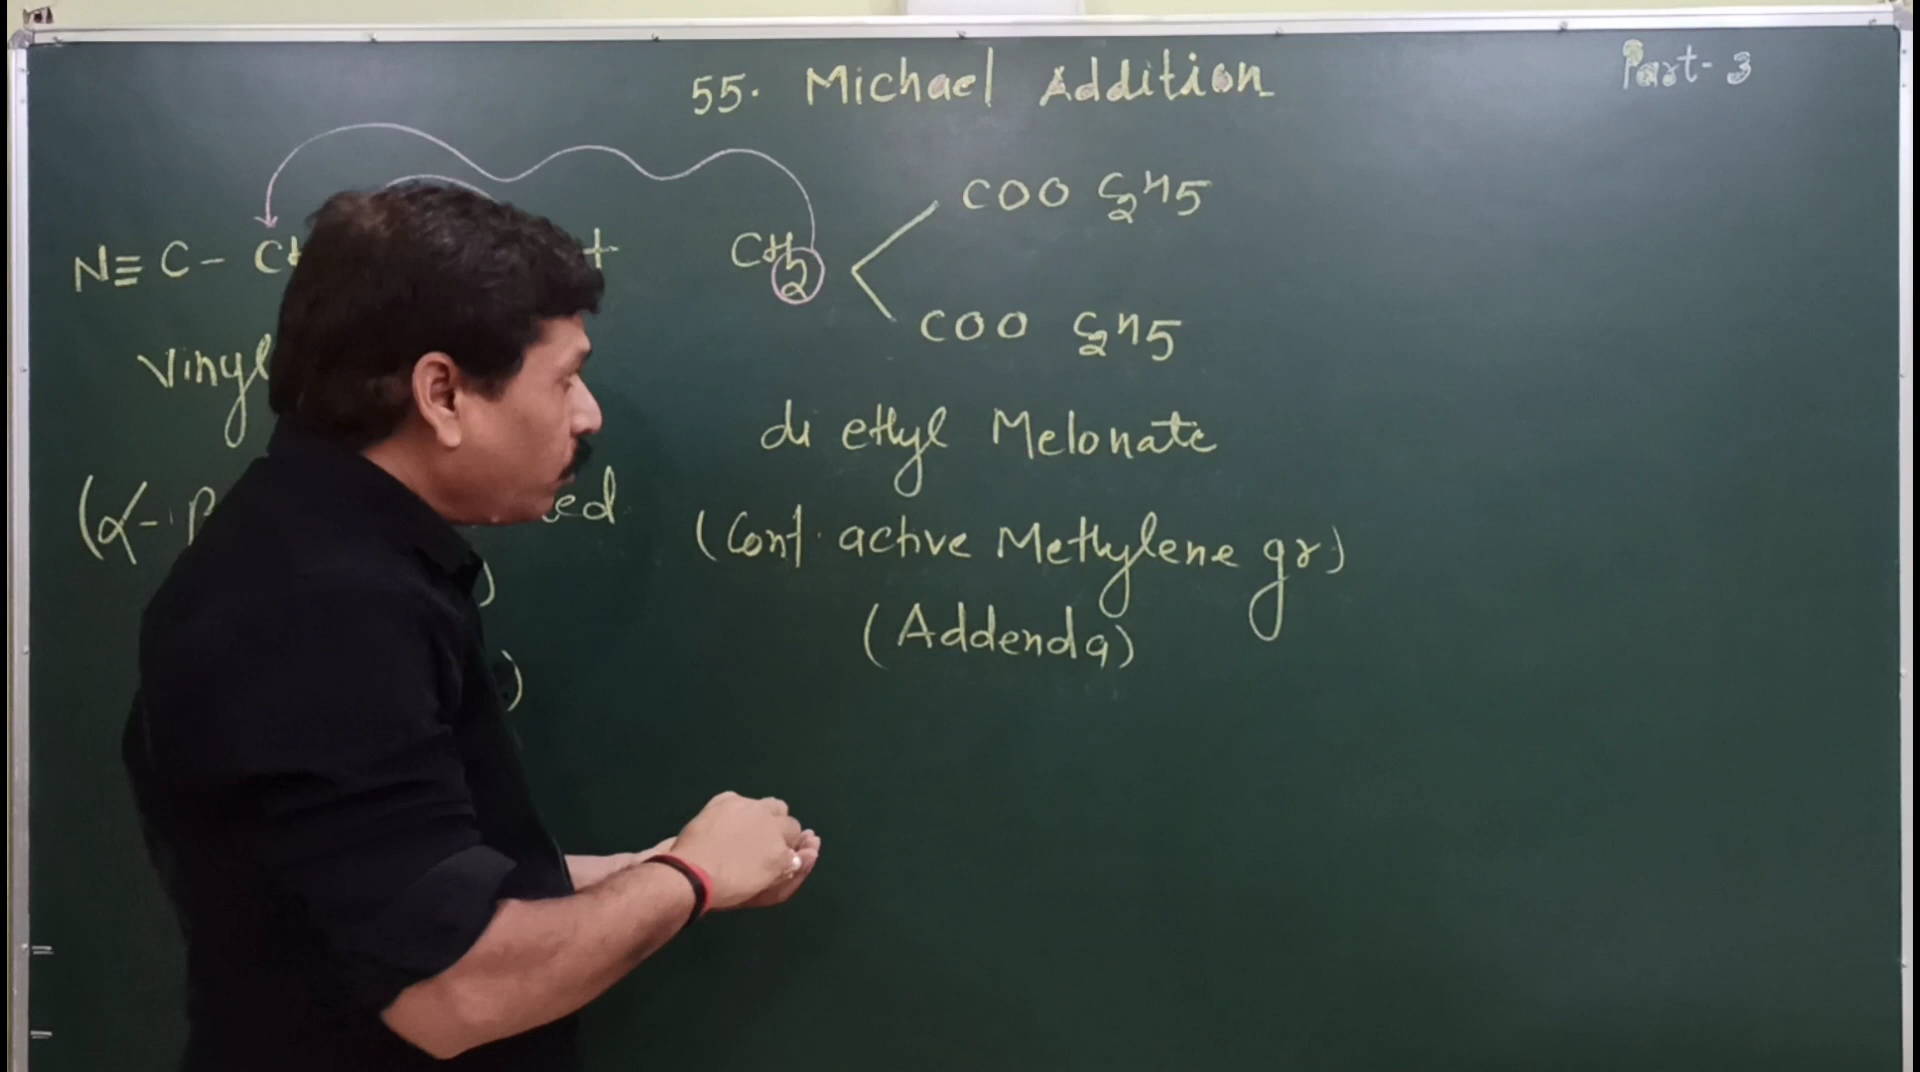 55. Michael Addition
Part-3
COO C2H5
N≡C-
+ CH2
COO C2H5
Vinyl
di ethyl Melonate
(α-
(Cont. active Methylene gr)
(Addenda)